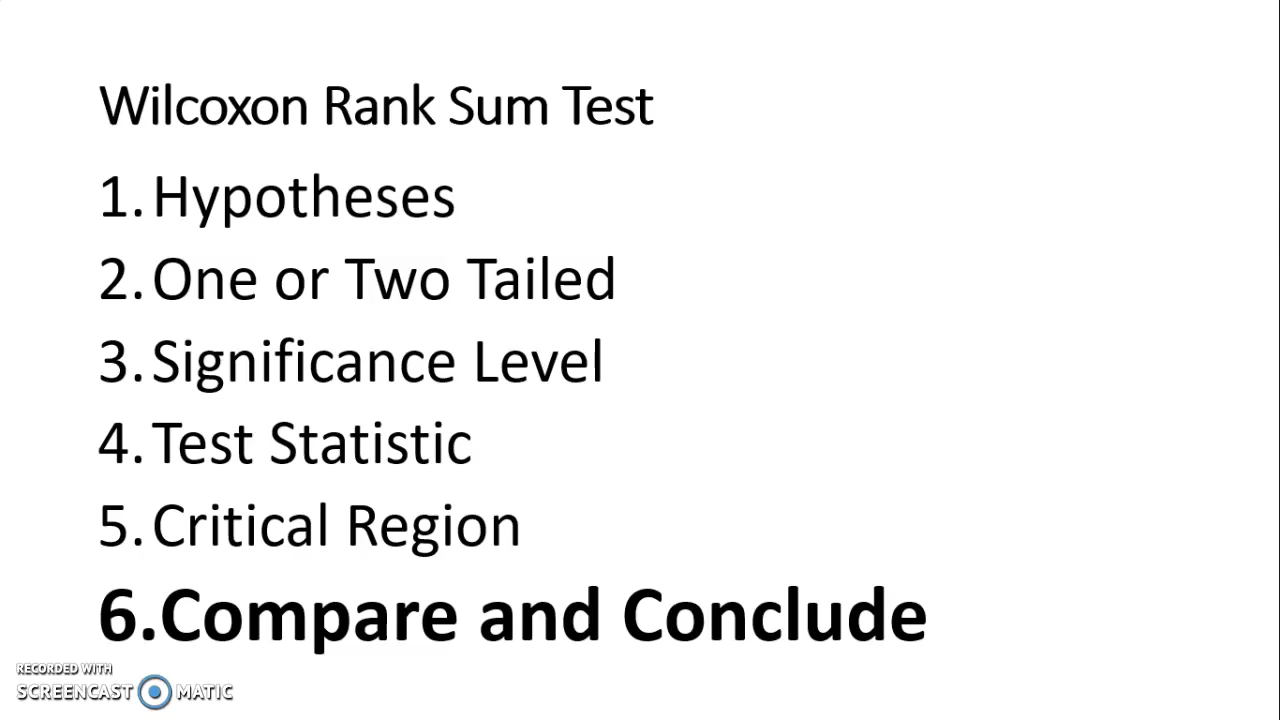 Wilcoxon Rank Sum Test
1. Hypotheses
2. One or Two Tailed
3. Significance Level
4. Test Statistic
5. Critical Region
6.Compare and Conclude
RECORDED WITH
SCREENCAST MATIC